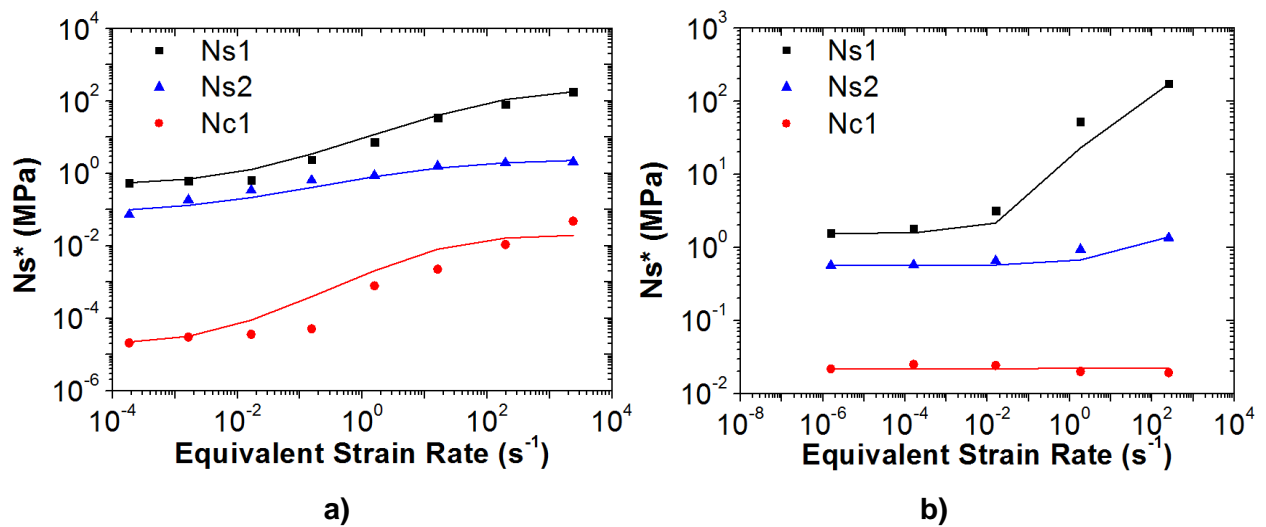 Ns1
Ns2
Nc1
Ns* (MPa)
10^4
10^2
10^0
10^-2
10^-4
10^-6
10^-4 10^-2 10^0 10^2 10^4
Equivalent Strain Rate (s^-1)
a)
Ns1
Ns2
Nc1
Ns* (MPa)
10^3
10^2
10^1
10^0
10^-1
10^-2
10^-8 10^-6 10^-4 10^-2 10^0 10^2 10^4
Equivalent Strain Rate (s^-1)
b)